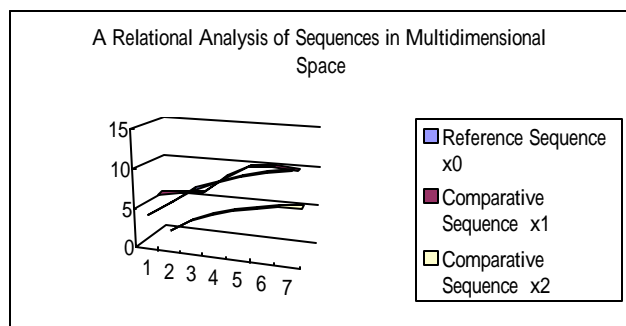 A Relational Analysis of Sequences in Multidimensional
Space
15
10
5
0
1 2 3 4 5 6 7
Reference Sequence
x0
Comparative
Sequence x1
Comparative
Sequence x2